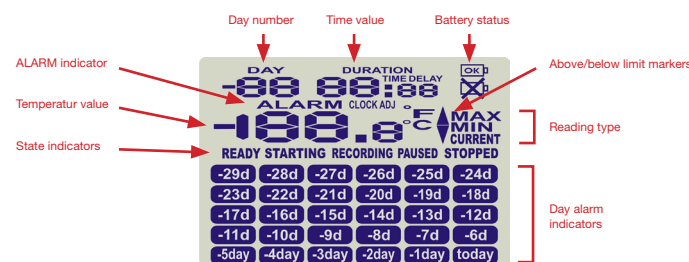 Day number Time value Battery status
ALARM indicator
Temperatur value
State indicators
Above/below limit markers
Reading type
Day alarm
indicators
DAY DURATION
-88 88:88 TIME DELAY OK
ALARM CLOCK ADJ
-188.8 °F °C MAX
MIN
CURRENT
READY STARTING RECORDING PAUSED STOPPED
-29d -28d -27d -26d -25d -24d
-23d -22d -21d -20d -19d -18d
-17d -16d -15d -14d -13d -12d
-11d -10d -9d -8d -7d -6d
-5day -4day -3day -2day -1day today